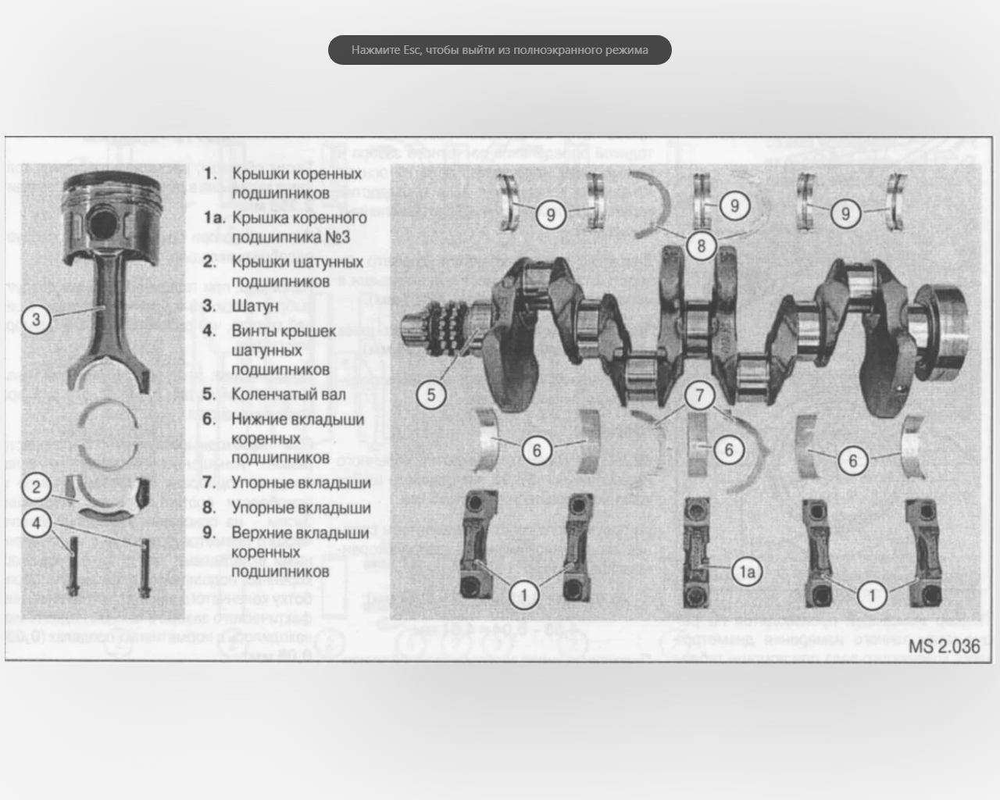 Нажмите Esc, чтобы выйти из полноэкранного режима
1. Крышки коренных
подшипников
1a. Крышка коренного
подшипника №3
2. Крышки шатунных
подшипников
3. Шатун
4. Винты крышек
шатунных
подшипников
5. Коленчатый вал
6. Нижние вкладыши
коренных
подшипников
7. Упорные вкладыши
8. Упорные вкладыши
9. Верхние вкладыши
коренных
подшипников
3
2
4
9
9
9
8
5
7
6
6
6
1
1a
1
MS 2.036